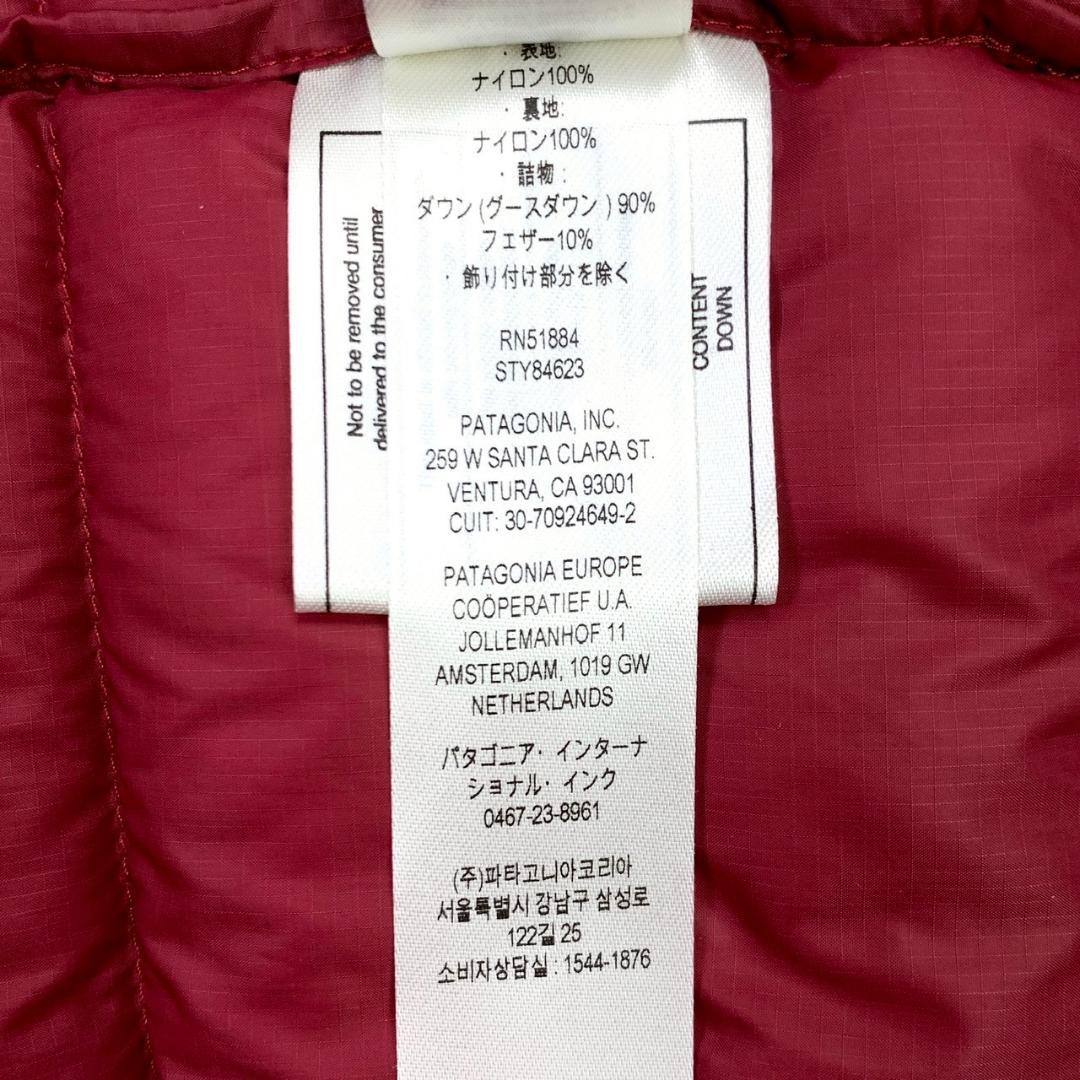 ・表地:
ナイロン100%
・裏地:
ナイロン100%
・詰物:
ダウン(グースダウン)90%
フェザー10%
・飾り付け部分を除く
RN51884
STY84623
PATAGONIA, INC.
259 W SANTA CLARA ST.
VENTURA, CA 93001
CUIT: 30-70924649-2
PATAGONIA EUROPE
COÖPERATIEF U.A.
JOLLEMANHOF 11
AMSTERDAM, 1019 GW
NETHERLANDS
パタゴニア・インターナ
ショナル・インク
0467-23-8961
(주)파타고니아코리아
서울특별시 강남구 삼성로
122길 25
소비자상담실 : 1544-1876
Not to be removed until
delivered to the consumer
CONTENT
DOWN